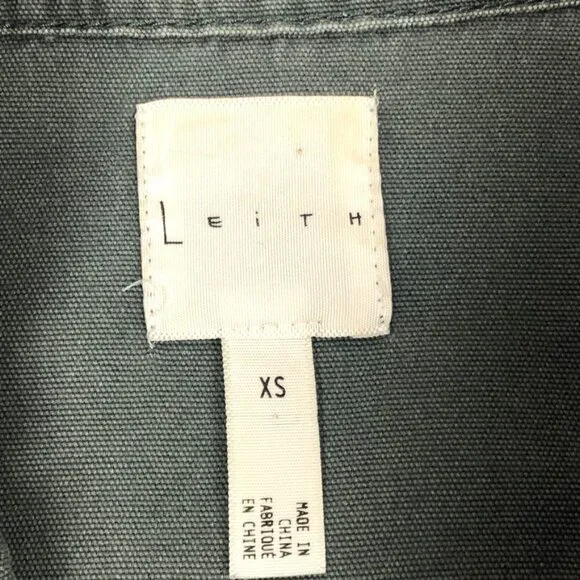 LEiTH
XS
MADE IN
CHINA
FABRIQUÉ
EN CHINE